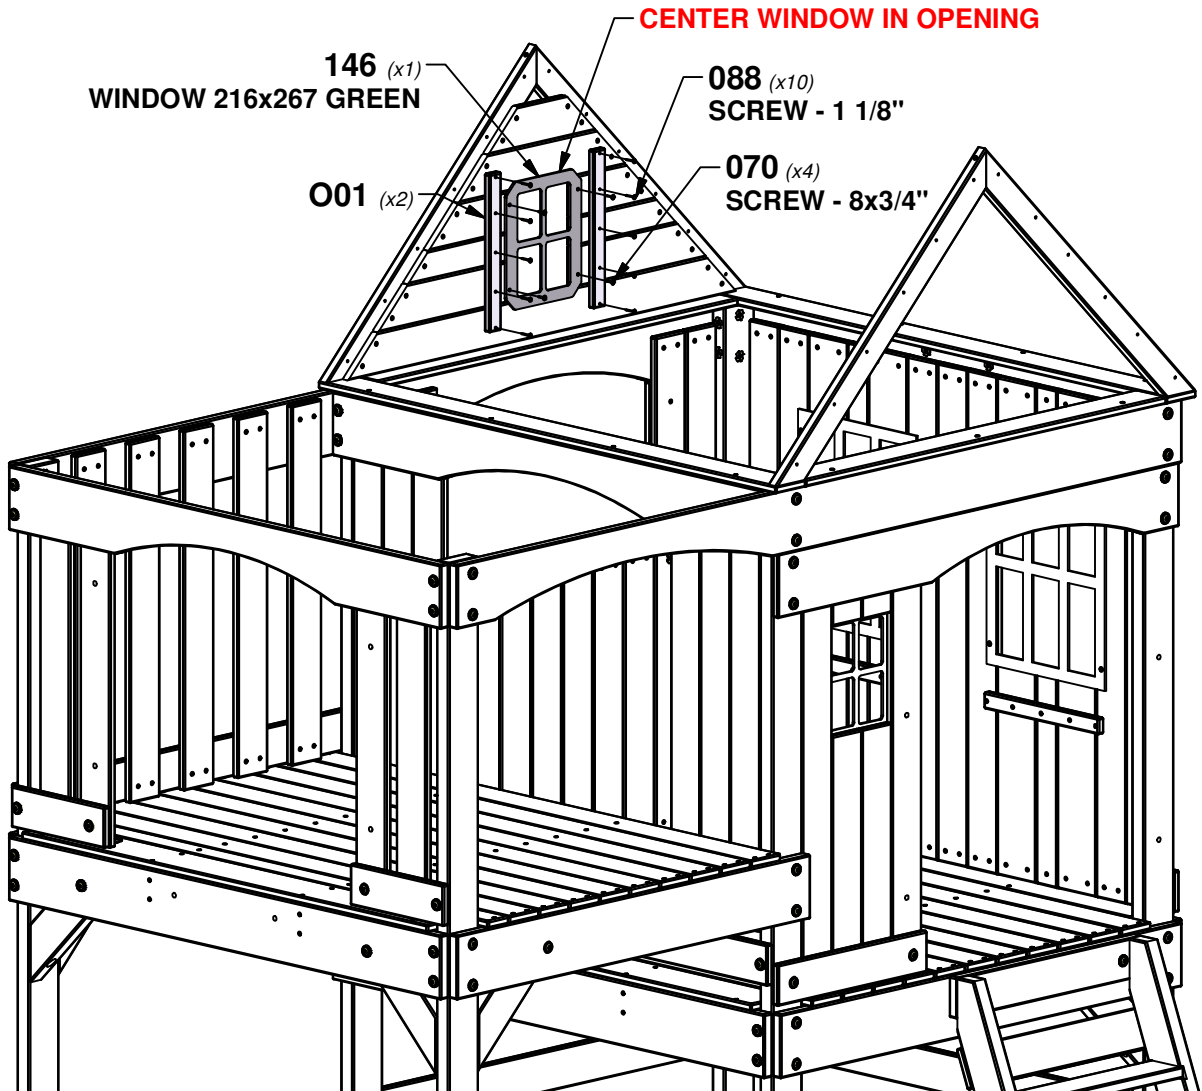 CENTER WINDOW IN OPENING
146 (x1)
WINDOW 216x267 GREEN
088 (x10)
SCREW - 1 1/8"
070 (x4)
SCREW - 8x3/4"
O01 (x2)